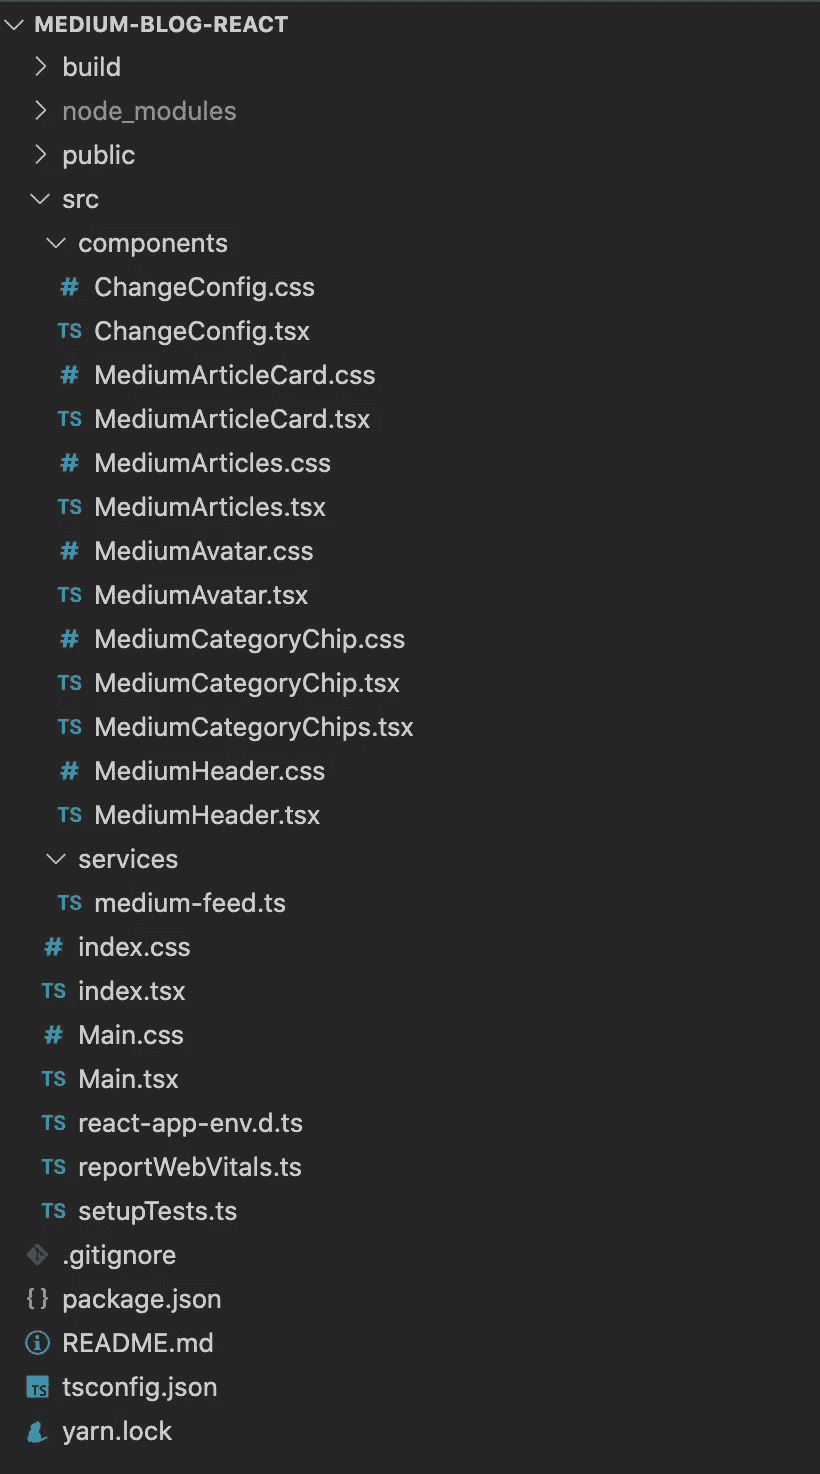 MEDIUM-BLOG-REACT
build
node_modules
public
src
components
# ChangeConfig.css
TS ChangeConfig.tsx
# MediumArticleCard.css
TS MediumArticleCard.tsx
# MediumArticles.css
TS MediumArticles.tsx
# MediumAvatar.css
TS MediumAvatar.tsx
# MediumCategoryChip.css
TS MediumCategoryChip.tsx
TS MediumCategoryChips.tsx
# MediumHeader.css
TS MediumHeader.tsx
services
TS medium-feed.ts
# index.css
TS index.tsx
# Main.css
TS Main.tsx
TS react-app-env.d.ts
TS reportWebVitals.ts
TS setupTests.ts
.gitignore
{} package.json
README.md
TS tsconfig.json
yarn.lock